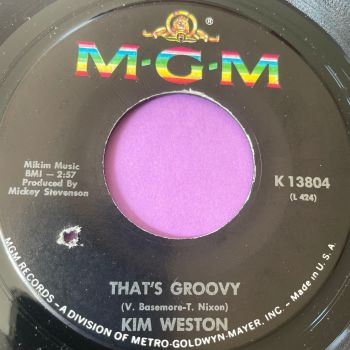 M-G-M
Mikim Music
BMI — 2:57
Produced By
Mickey Stevenson
K 13804
(L 424)
THAT'S GROOVY
(V. Basemore-T. Nixon)
KIM WESTON
MGM RECORDS – A DIVISION OF METRO-GOLDWYN-MAYER, INC. – Made in U.S.A.